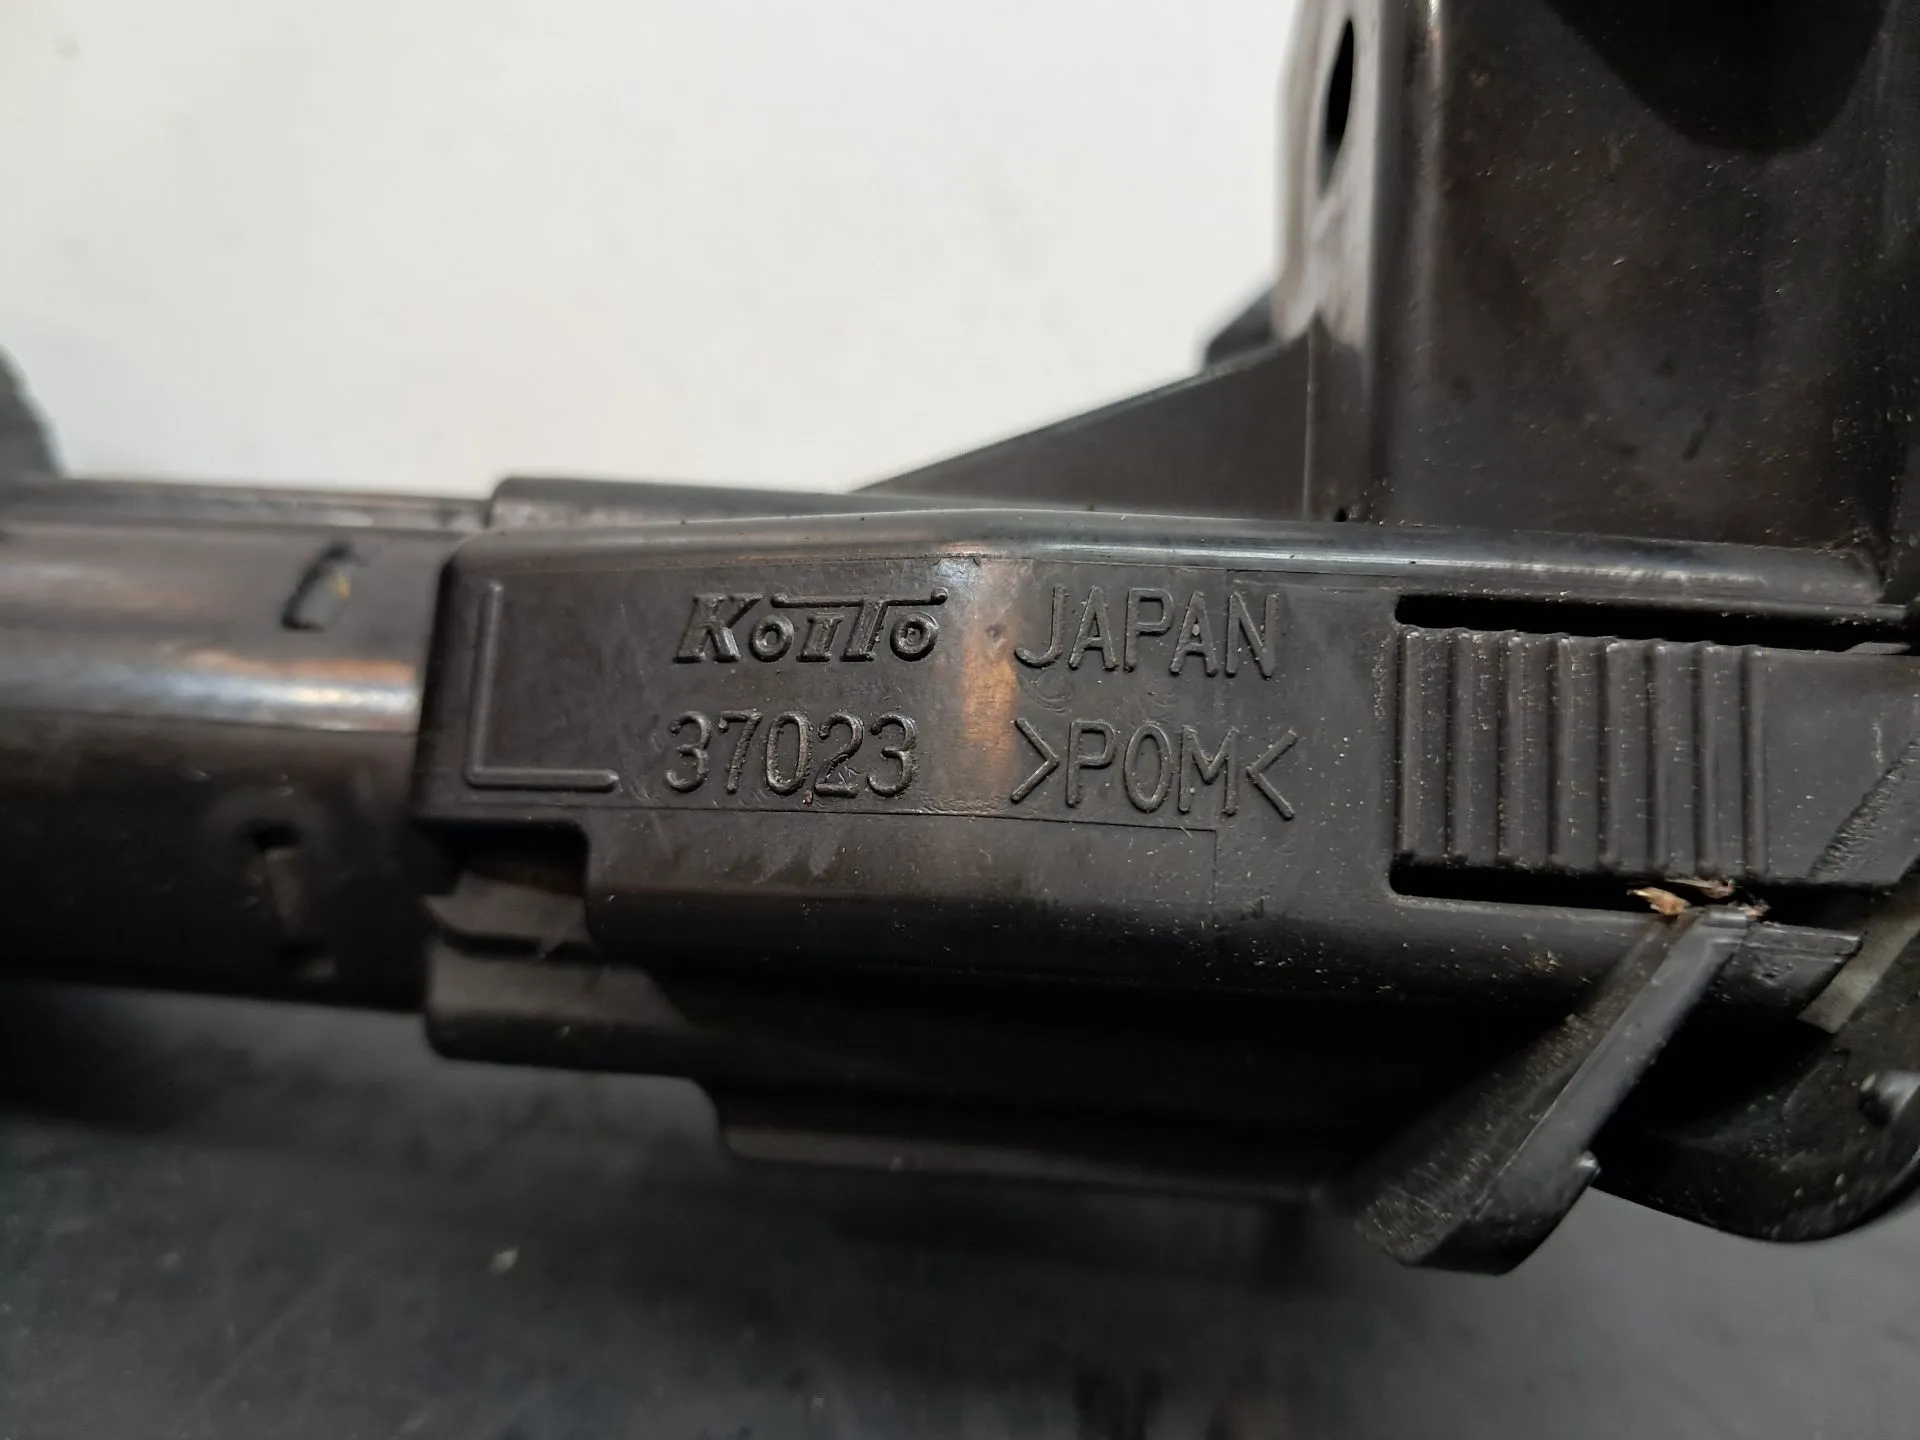 Koito JAPAN
37023 >POM<
L